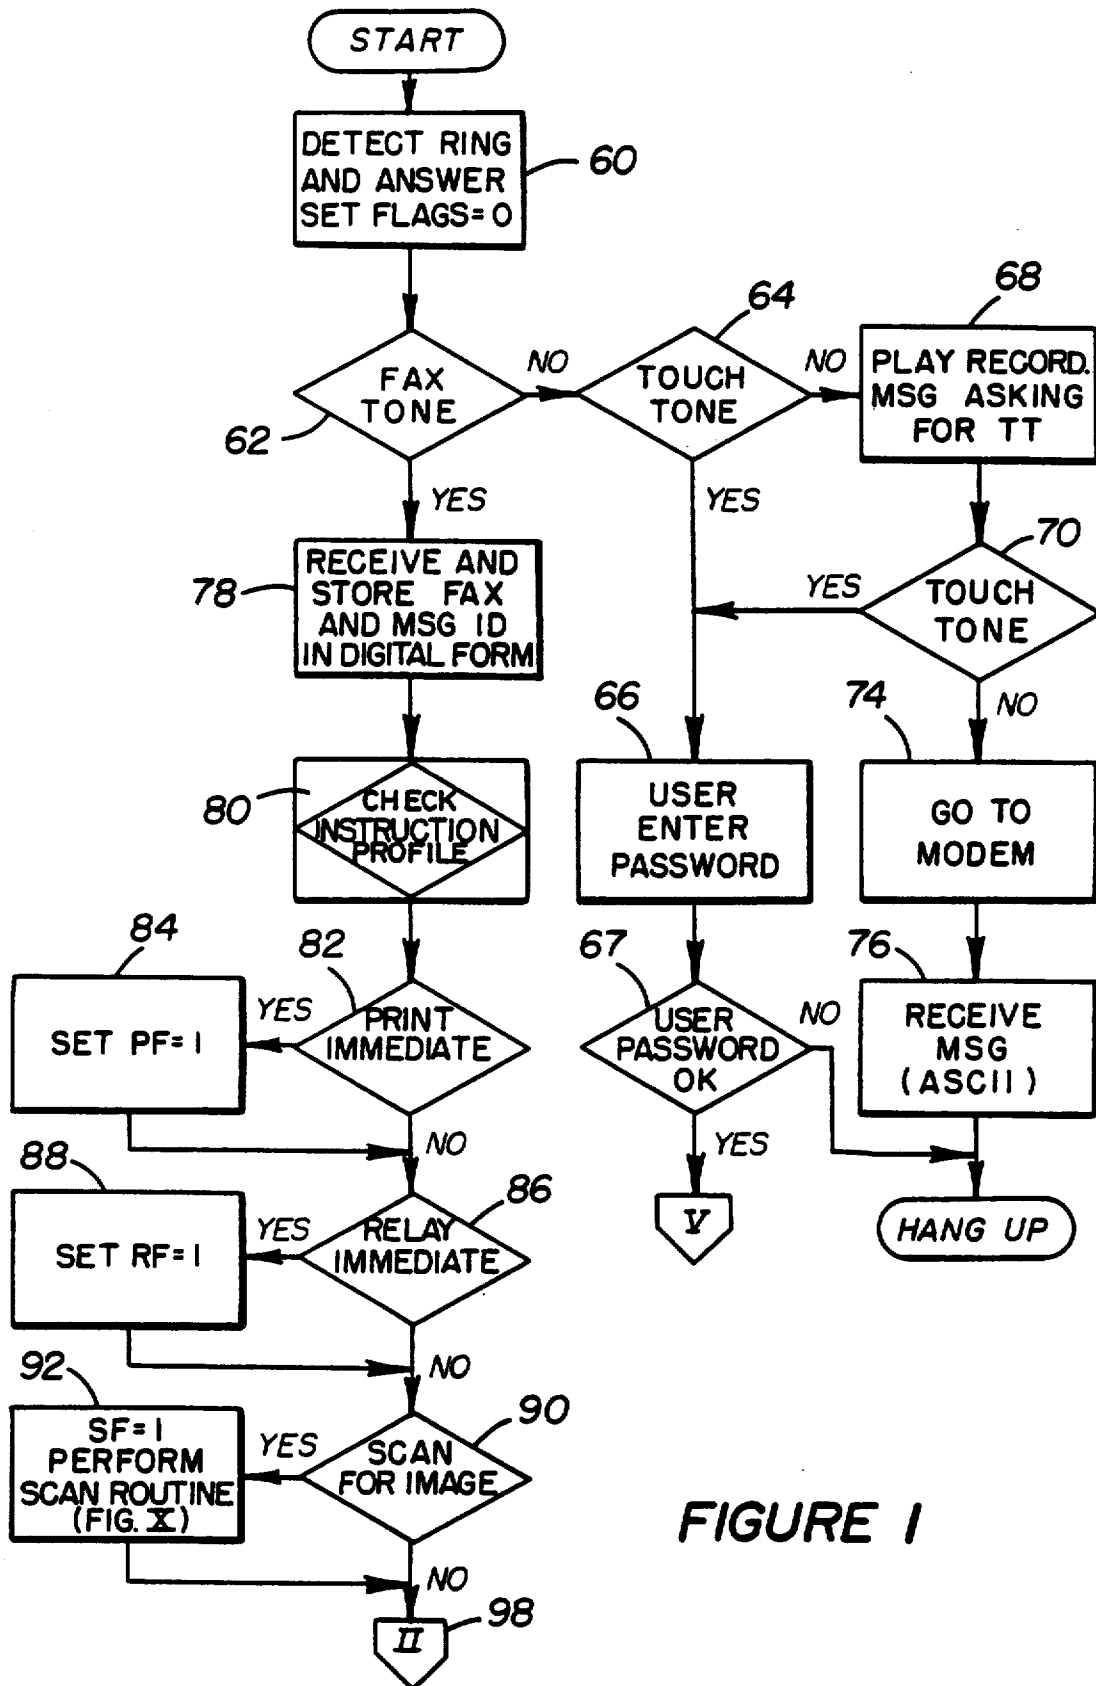 START
DETECT RING
AND ANSWER
SET FLAGS=0
60
FAX
TONE
62
NO
YES
TOUCH
TONE
64
NO
YES
PLAY RECORD.
MSG ASKING
FOR TT
68
TOUCH
TONE
70
YES
NO
RECEIVE AND
STORE FAX
AND MSG ID
IN DIGITAL FORM
78
CHECK
INSTRUCTION
PROFILE
80
USER
ENTER
PASSWORD
66
GO TO
MODEM
74
PRINT
IMMEDIATE
82
YES
NO
SET PF=1
84
USER
PASSWORD
OK
67
NO
YES
RECEIVE
MSG
(ASCII)
76
V
HANG UP
RELAY
IMMEDIATE
86
YES
NO
SET RF=1
88
SCAN
FOR IMAGE
90
YES
NO
SF=1
PERFORM
SCAN ROUTINE
(FIG. X)
92
II
98
FIGURE 1